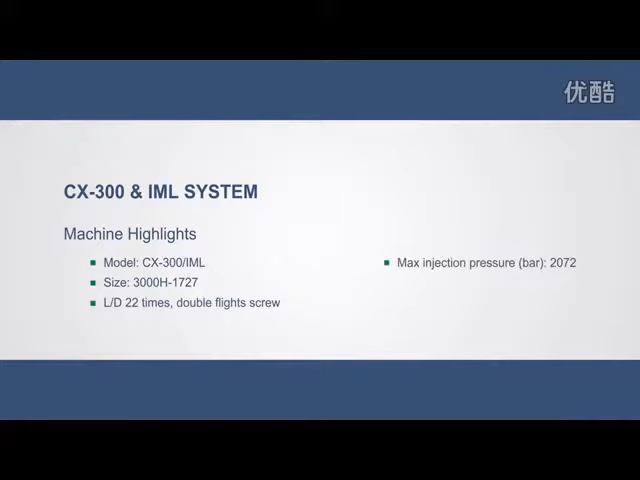 优酷
CX-300 & IML SYSTEM
Machine Highlights
Model: CX-300/IML
Size: 3000H-1727
L/D 22 times, double flights screw
Max injection pressure (bar): 2072